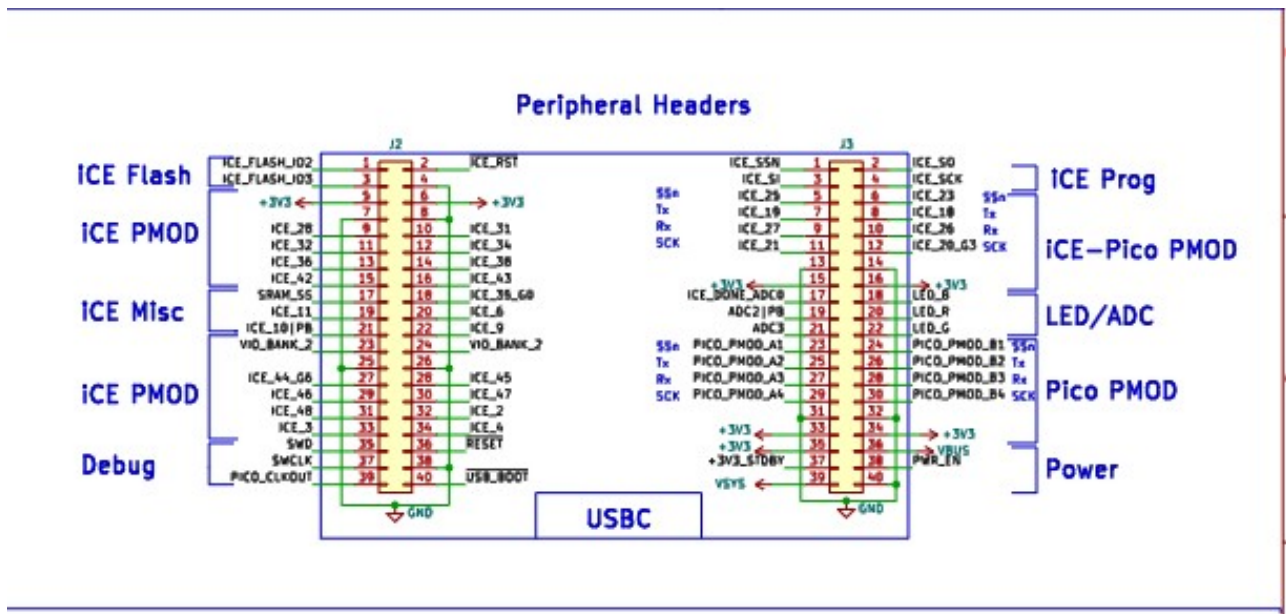 Peripheral Headers
J2
J3
iCE Flash
iCE PMOD
iCE Misc
iCE PMOD
Debug
ICE_FLASH_IO2 1 2 ICE_RST
ICE_FLASH_IO3 3 4
+3V3 5 6 +3V3
7 8
ICE_28 9 10 ICE_31
ICE_32 11 12 ICE_34
ICE_36 13 14 ICE_38
ICE_42 15 16 ICE_43
SRAM_SS 17 18 ICE_35_G0
ICE_11 19 20 ICE_6
ICE_10|PB 21 22 ICE_9
VIO_BANK_2 23 24 VIO_BANK_2
25 26
ICE_44_G6 27 28 ICE_45
ICE_46 29 30 ICE_47
ICE_48 31 32 ICE_2
ICE_3 33 34 ICE_4
SWD 35 36 RESET
SWCLK 37 38
PICO_CLKOUT 39 40 USB_BOOT
GND
USBC
ICE_SSN 1 2 ICE_SO
ICE_SI 3 4 ICE_SCK
SSn ICE_25 5 6 ICE_23 SSn
Tx ICE_19 7 8 ICE_18 Tx
Rx ICE_27 9 10 ICE_26 Rx
SCK ICE_21 11 12 ICE_20_G3 SCK
13 14
+3V3 15 16 +3V3
ICE_DONE_ADC0 17 18 LED_B
ADC2|PB 19 20 LED_R
ADC3 21 22 LED_G
SSn PICO_PMOD_A1 23 24 PICO_PMOD_B1 SSn
Tx PICO_PMOD_A2 25 26 PICO_PMOD_B2 Tx
Rx PICO_PMOD_A3 27 28 PICO_PMOD_B3 Rx
SCK PICO_PMOD_A4 29 30 PICO_PMOD_B4 SCK
31 32
+3V3 33 34 +3V3
+3V3 35 36 VBUS
+3V3_STDBY 37 38 PWR_EN
VSYS 39 40
GND
iCE Prog
iCE-Pico PMOD
LED/ADC
Pico PMOD
Power